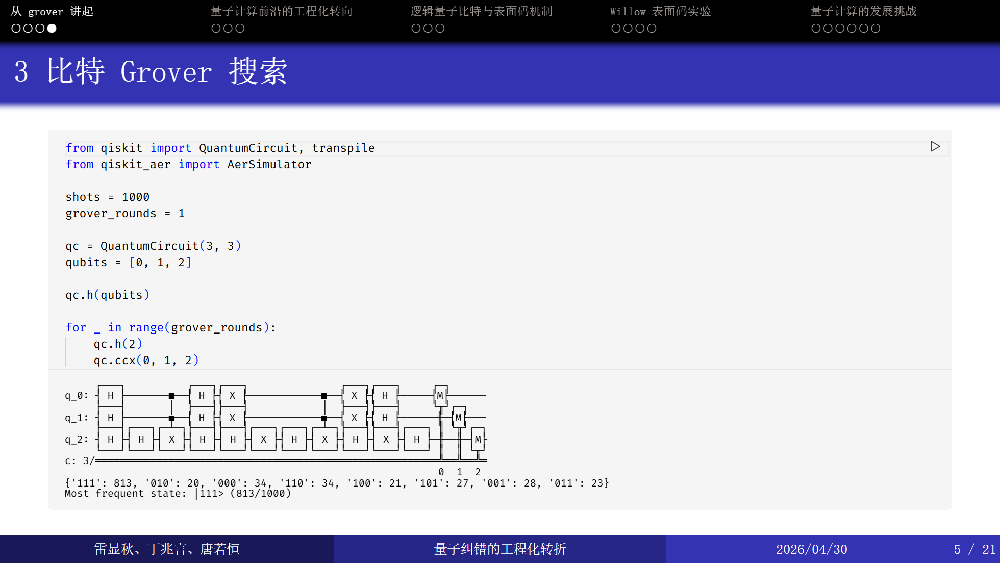 从 grover 讲起
量子计算前沿的工程化转向
逻辑量子比特与表面码机制
Willow 表面码实验
量子计算的发展挑战
3 比特 Grover 搜索
from qiskit import QuantumCircuit, transpile
from qiskit_aer import AerSimulator
shots = 1000
grover_rounds = 1
qc = QuantumCircuit(3, 3)
qubits = [0, 1, 2]
qc.h(qubits)
for _ in range(grover_rounds):
    qc.h(2)
    qc.ccx(0, 1, 2)
q_0: H H X X H M
q_1: H H X X H M
q_2: H H X H H X H X H X H M
c: 3/
0 1 2
{'111': 813, '010': 20, '000': 34, '110': 34, '100': 21, '101': 27, '001': 28, '011': 23}
Most frequent state: |111> (813/1000)
雷显秋、丁兆言、唐若恒
量子纠错的工程化转折
2026/04/30
5 / 21